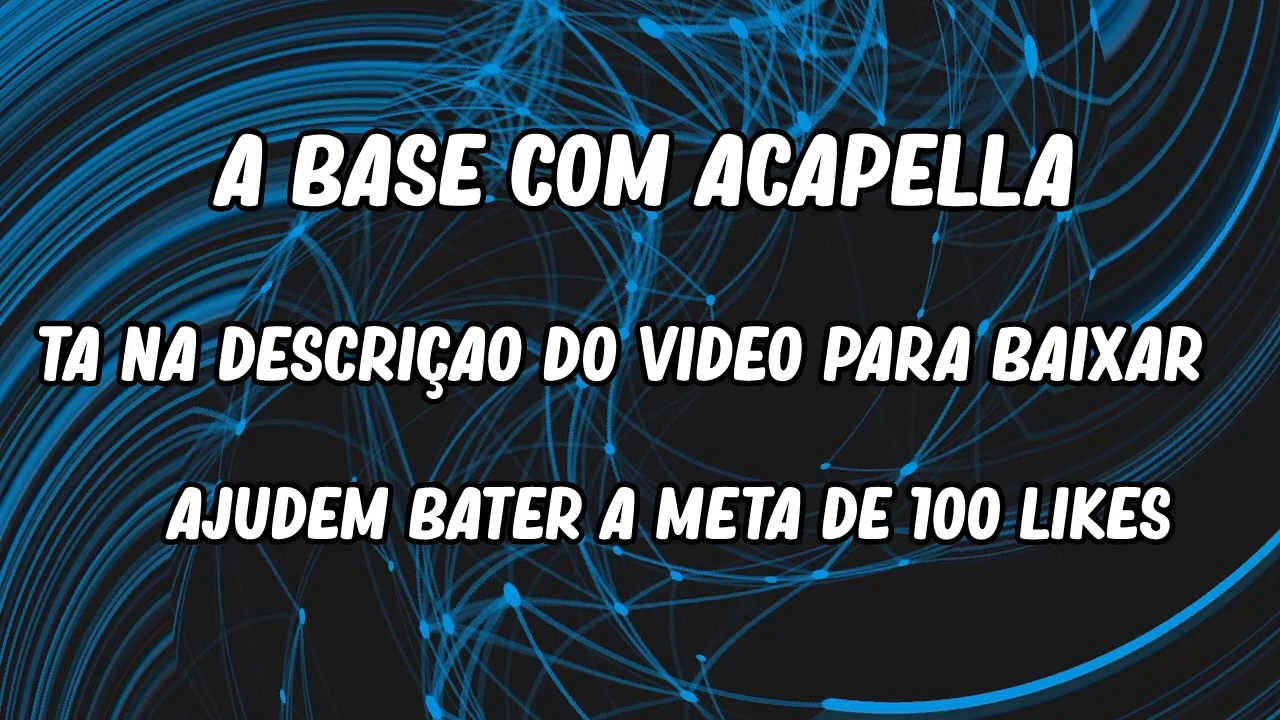 A BASE COM ACAPELLA
TA NA DESCRIÇAO DO VIDEO PARA BAIXAR
AJUDEM BATER A META DE 100 LIKES